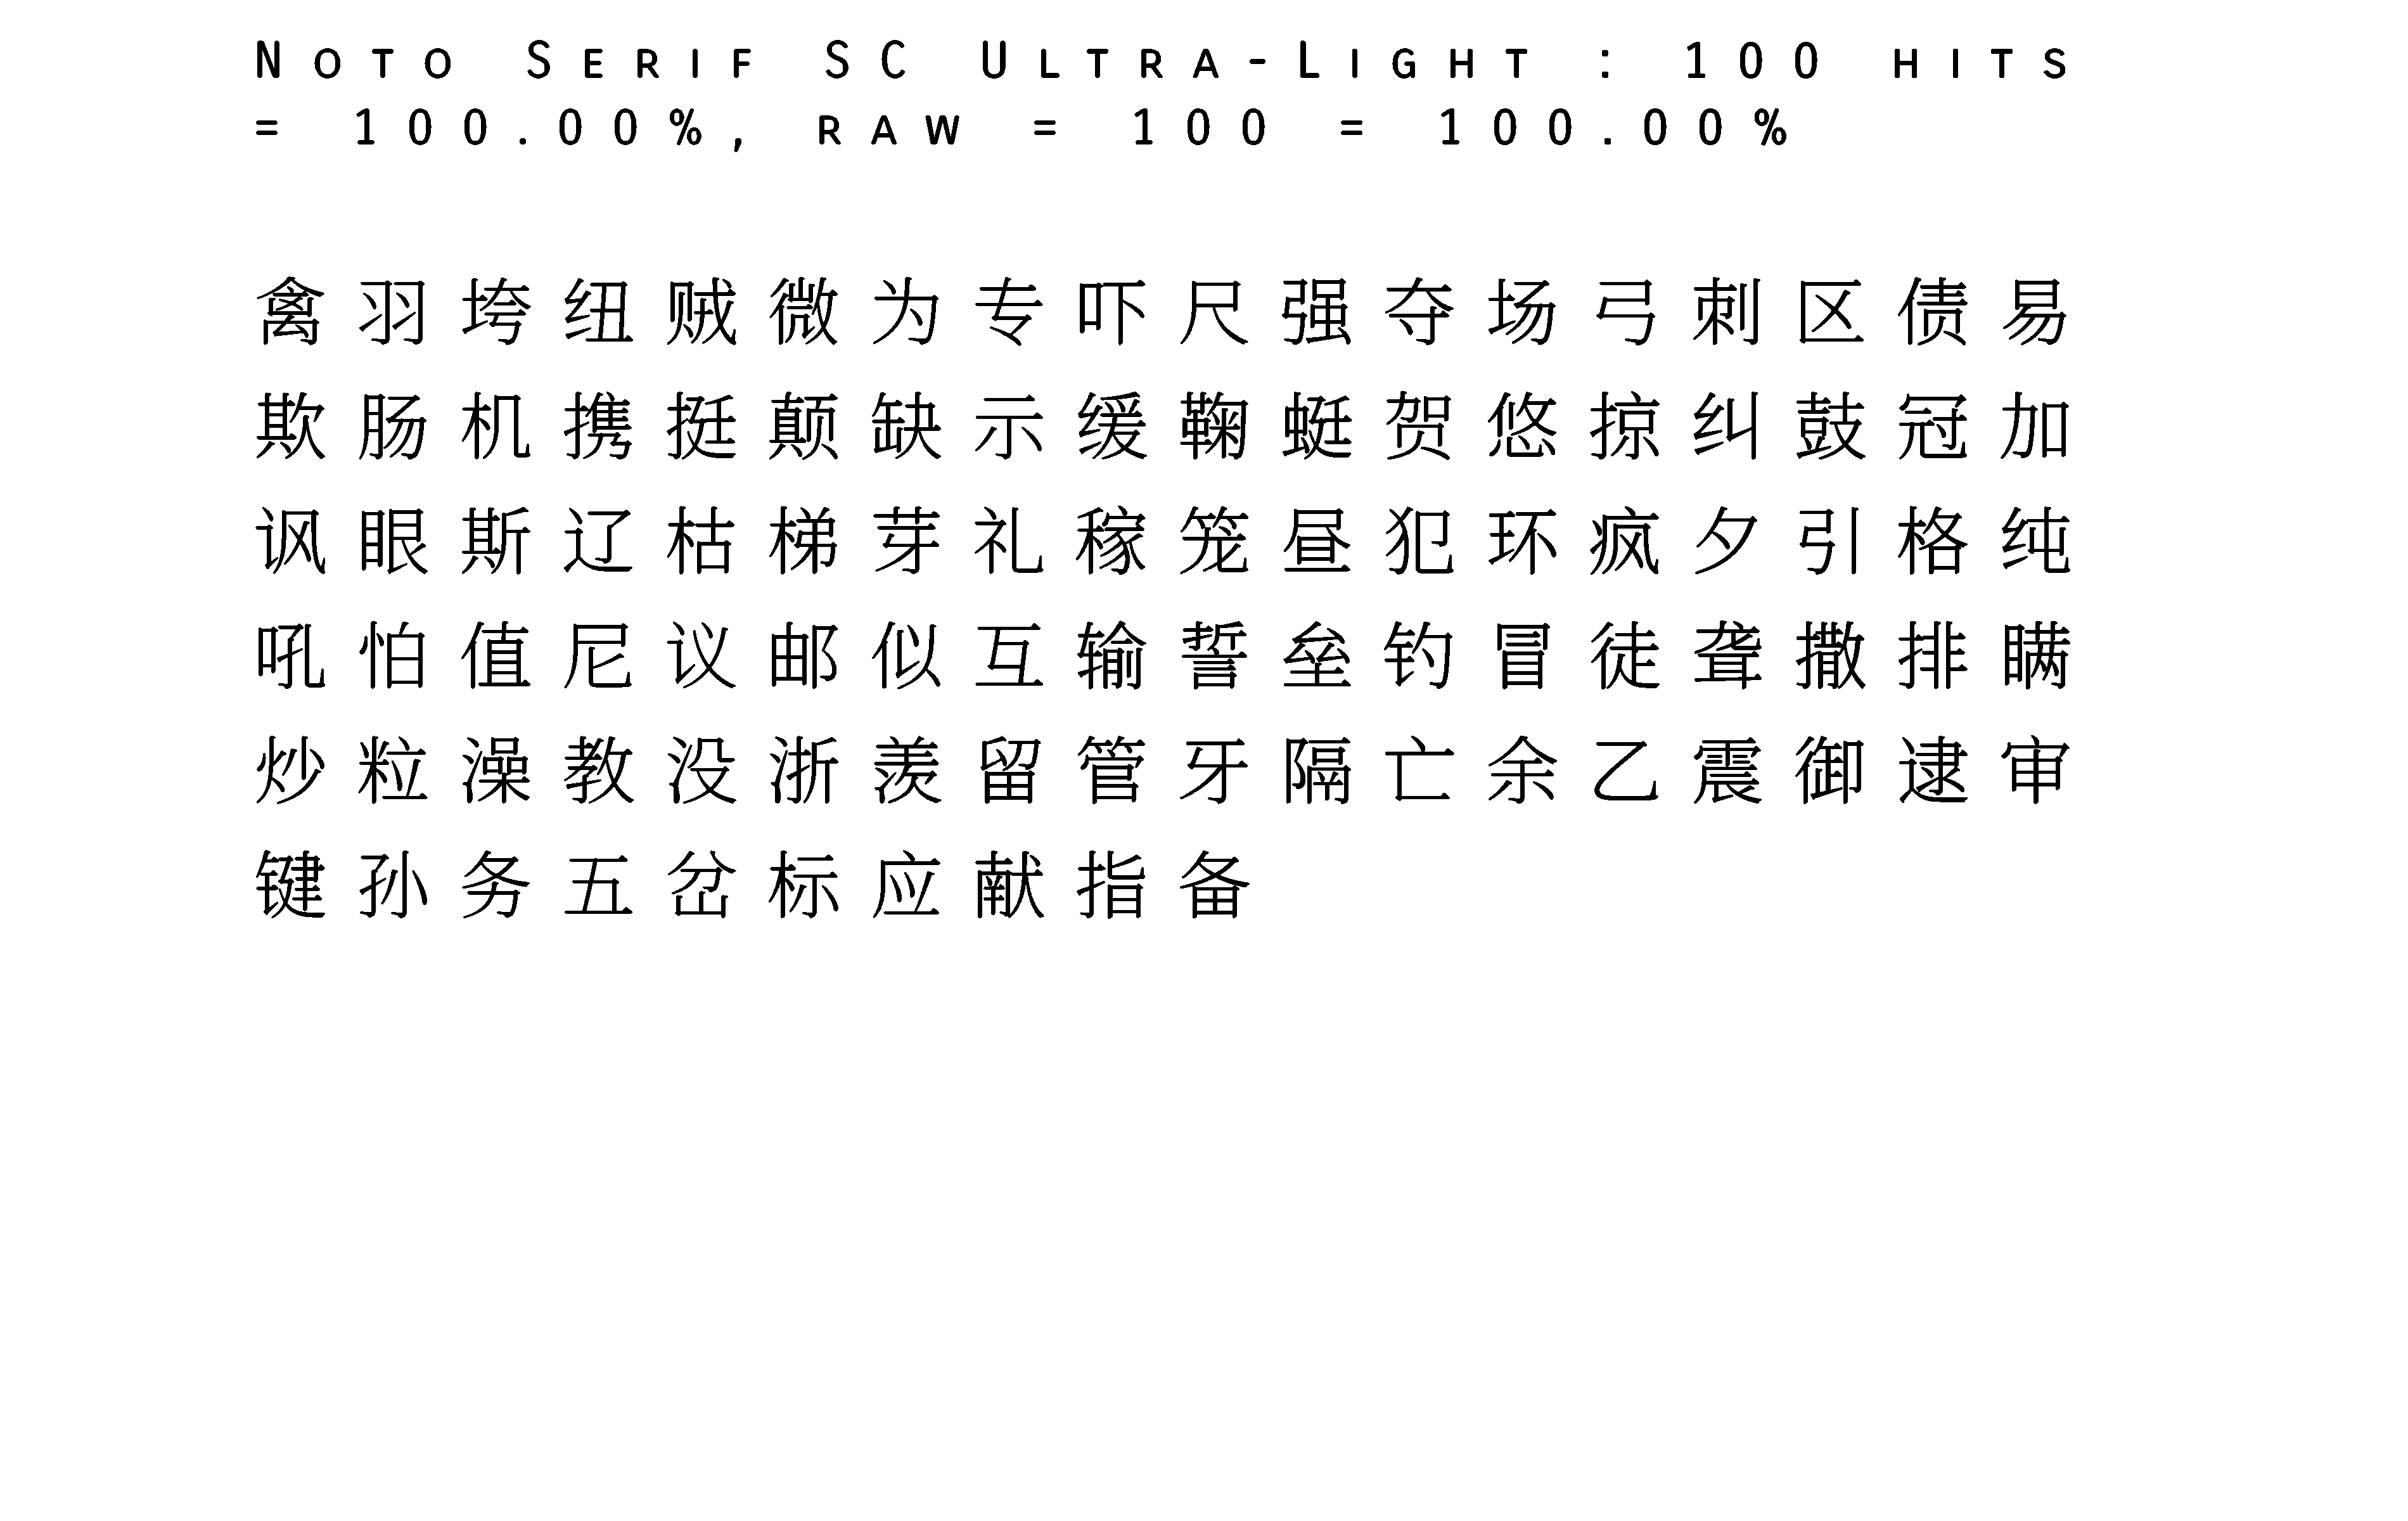 Noto Serif SC Ultra-Light : 100 hits
= 100.00%, raw = 100 = 100.00%
禽羽垮纽贼微为专吓尺强夺场弓刺区债易
欺肠机携挺颠缺示缓鞠蜓贺悠掠纠鼓冠加
讽眼斯辽枯梯芽礼稼笼昼犯环疯夕引格纯
吼怕值尼议邮似互输誓垒钓冒徒聋撒排瞒
炒粒澡教没浙羡留管牙隔亡余乙震御逮审
键孙务五岔标应献指备